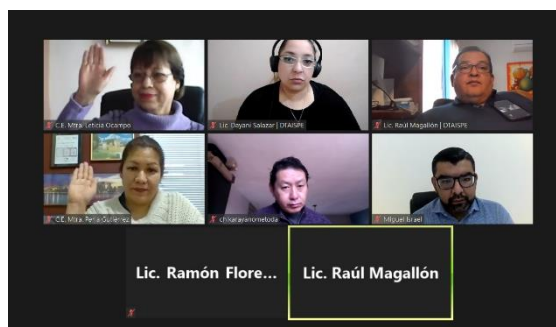 C.E. Mtra. Leticia Ocampo
Lic. Dayani Salazar | DTAISPE
Lic. Raúl Magallón | DTAISPE
C.E. Mtra. Perla Gutiérrez
chikarayanometoda
Miguel Israel
Lic. Ramón Flore...
Lic. Raúl Magallón